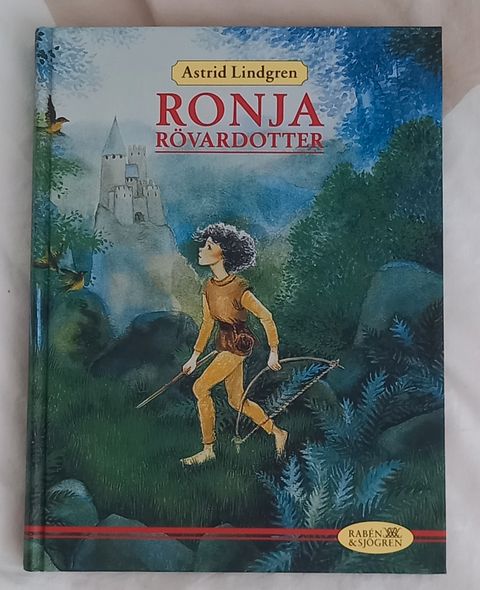 Astrid Lindgren
RONJA
RÖVARDOTTER
RABÉN
& SJÖGREN